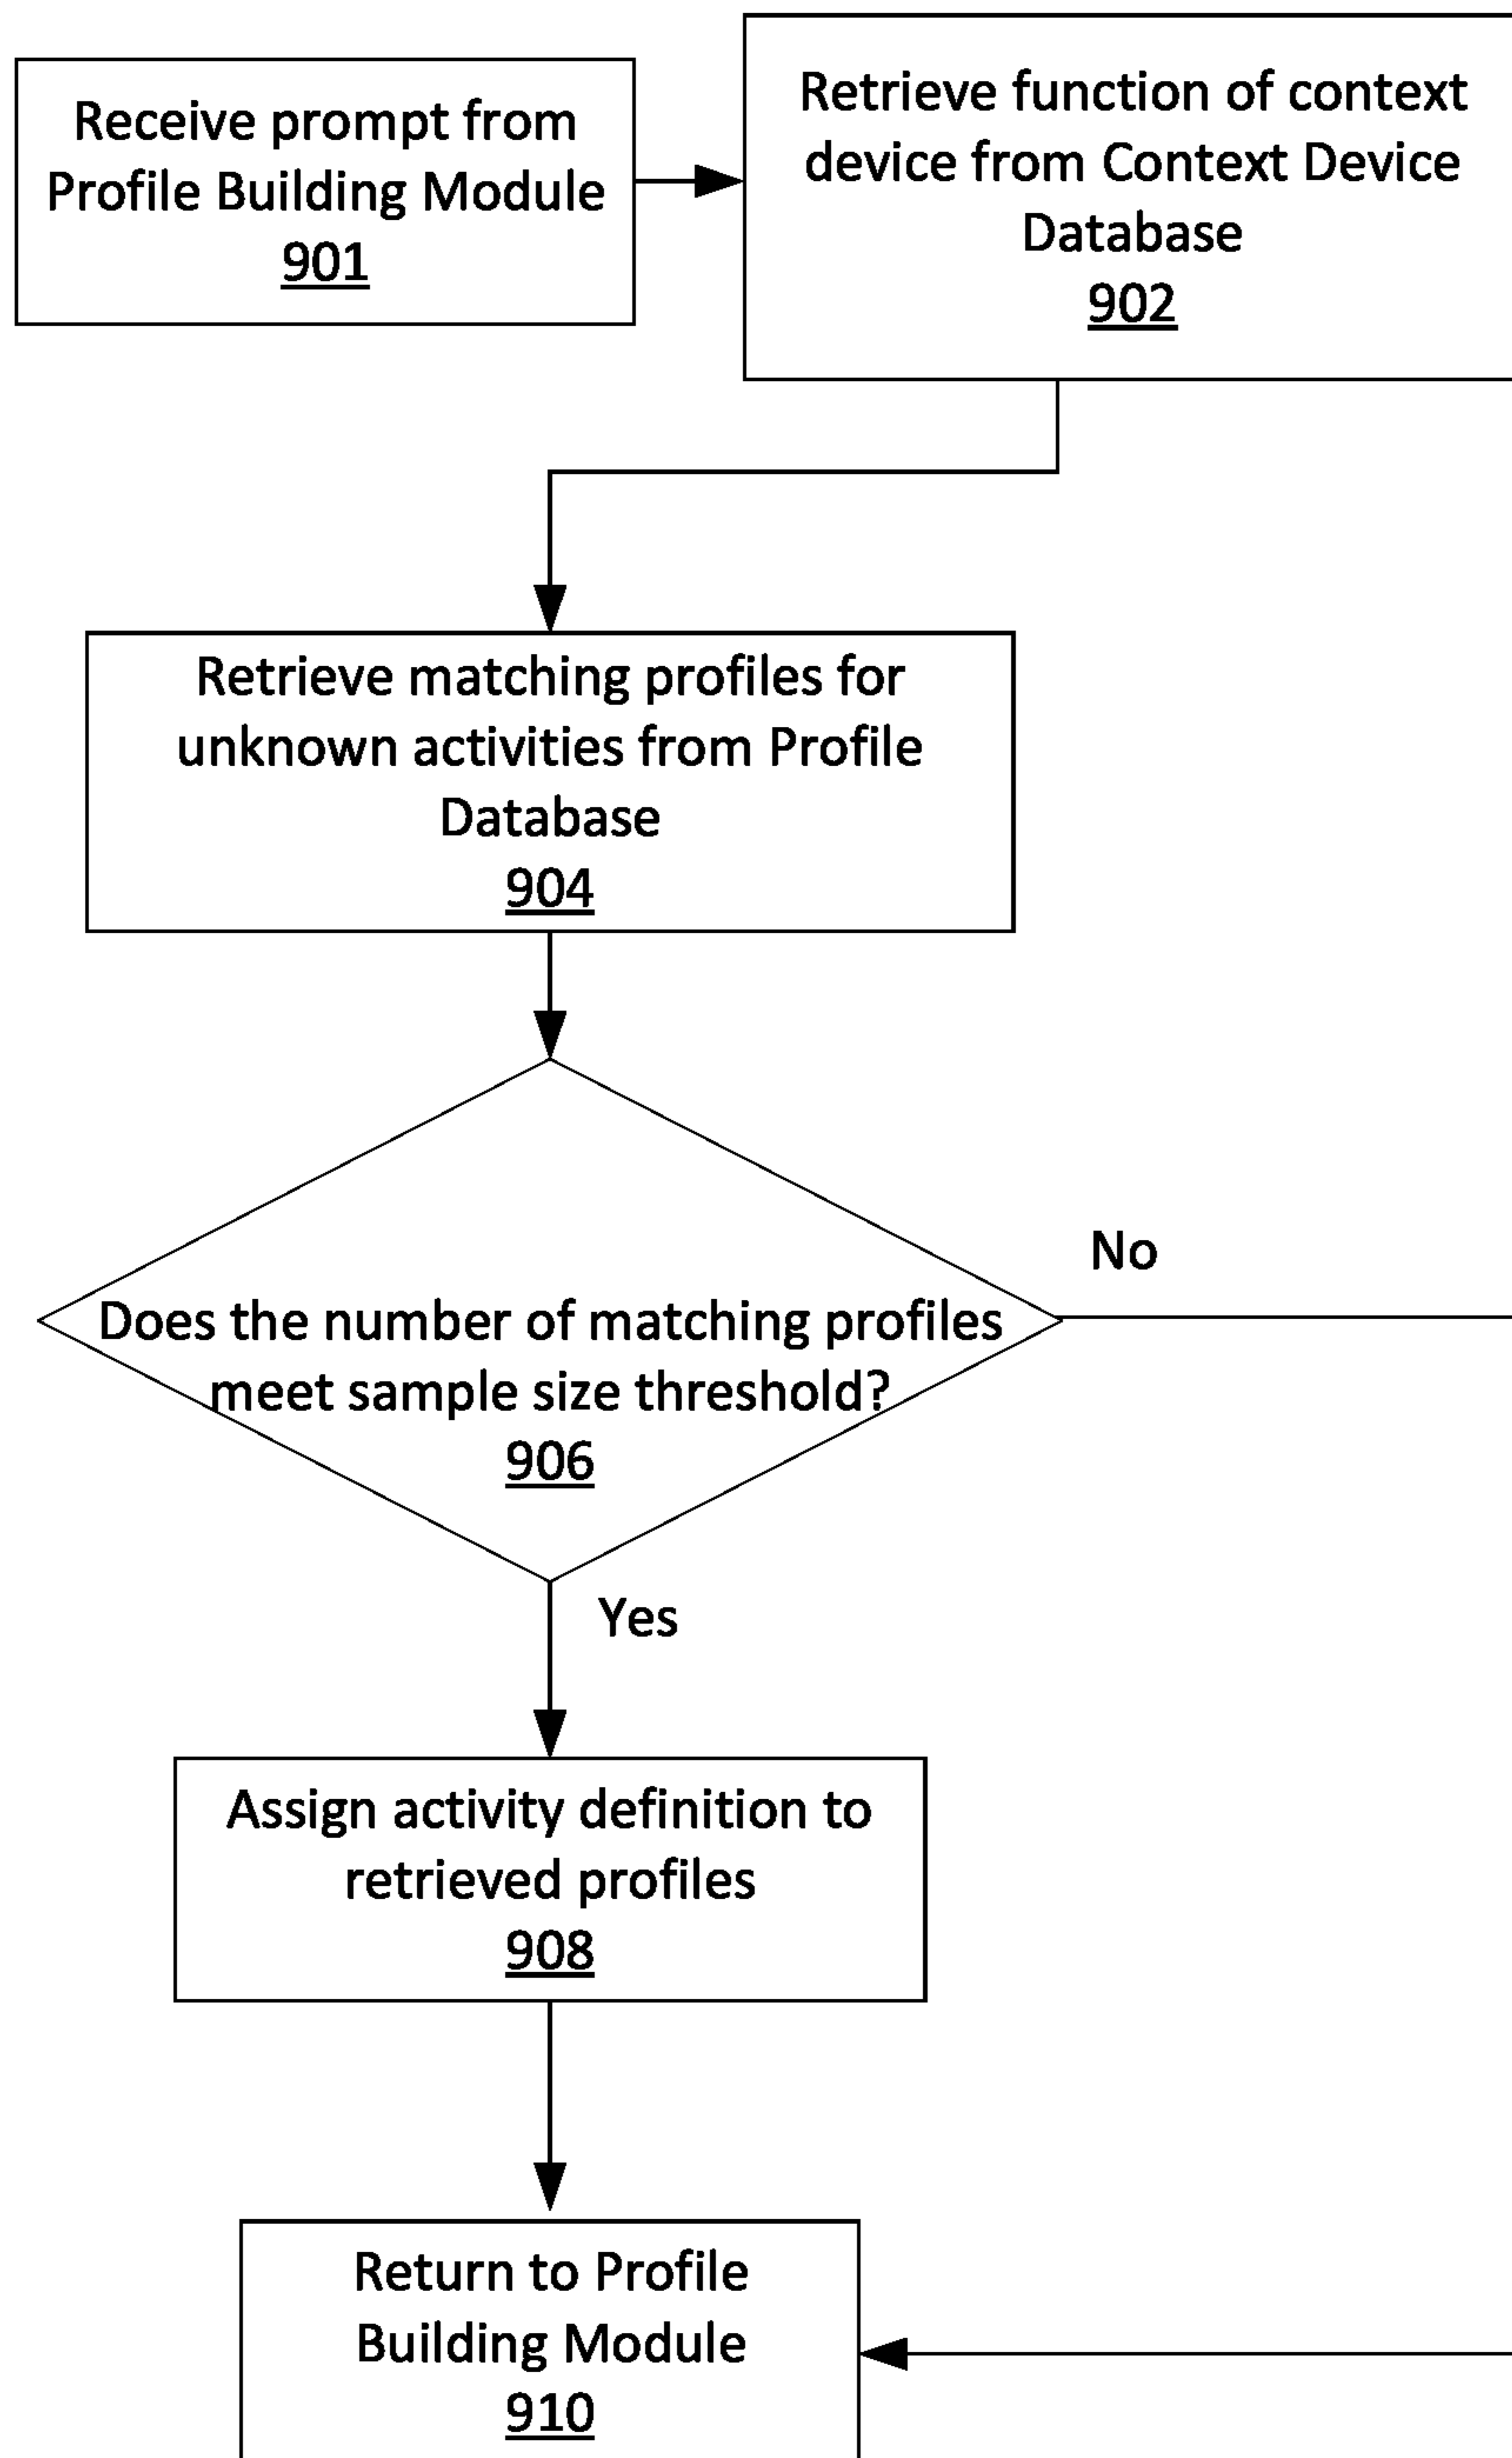 Receive prompt from
Profile Building Module
901
Retrieve function of context
device from Context Device
Database
902
Retrieve matching profiles for
unknown activities from Profile
Database
904
Does the number of matching profiles
meet sample size threshold?
906
No
Yes
Assign activity definition to
retrieved profiles
908
Return to Profile
Building Module
910